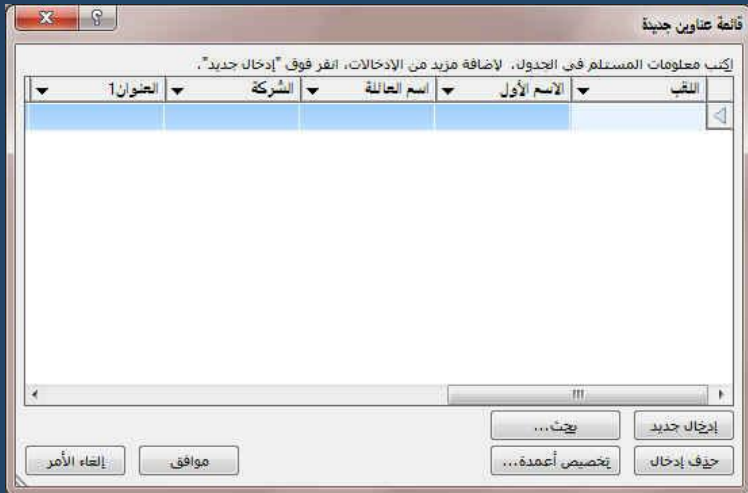 قائمة عناوين جديدة
اكتب معلومات المستلم في الجدول. لإضافة مزيد من الإدخالات، انقر فوق "إدخال جديد".
اللقب الاسم الأول اسم العائلة الشركة العنوان1
إدخال جديد بحث...
حذف إدخال تخصيص أعمدة... موافق إلغاء الأمر